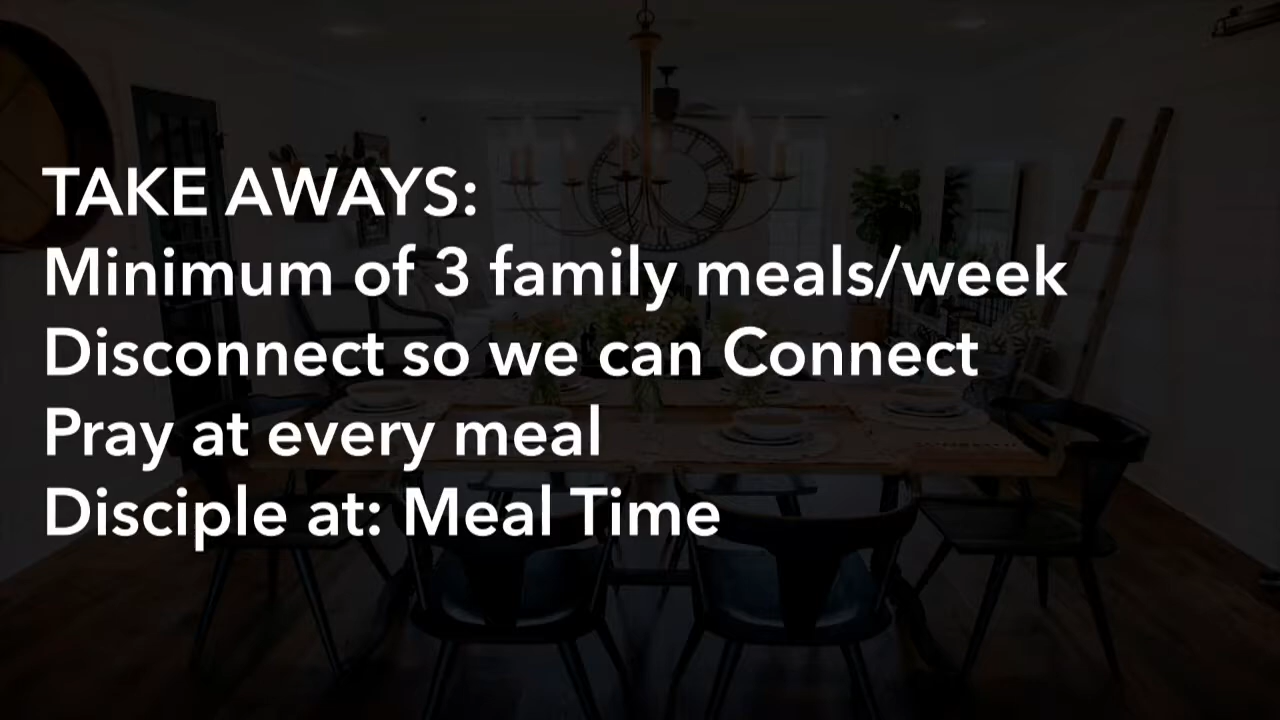 TAKE AWAYS:
Minimum of 3 family meals/week
Disconnect so we can Connect
Pray at every meal
Disciple at: Meal Time